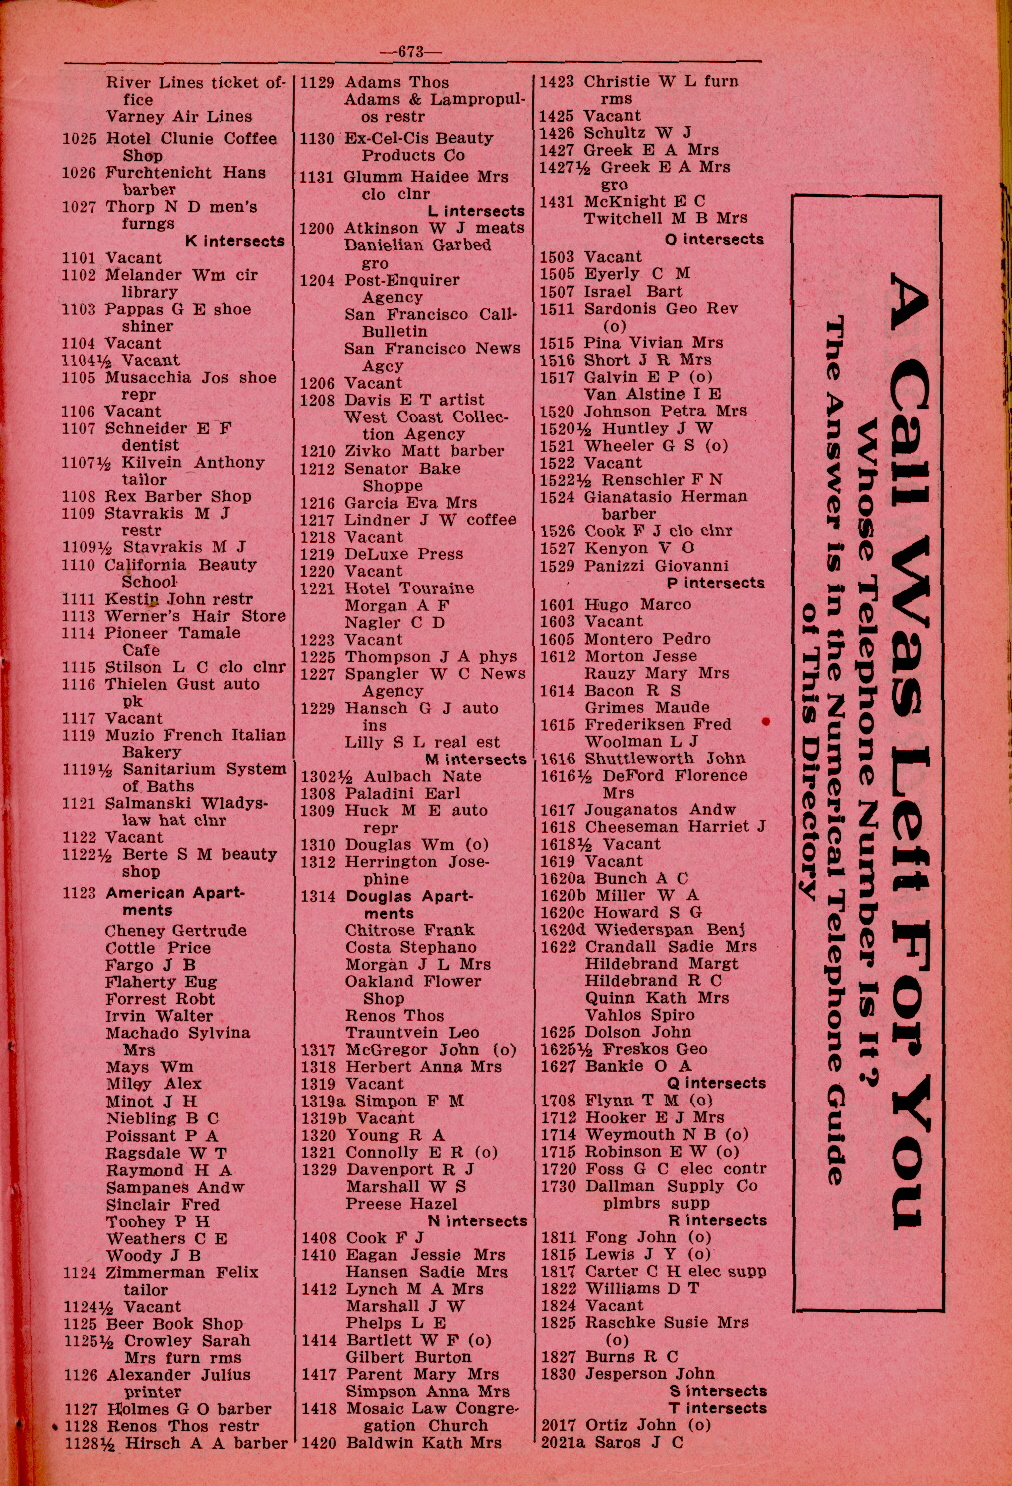 —673—
River Lines ticket of-
fice
Varney Air Lines
1025 Hotel Clunie Coffee
Shop
1026 Furchtenicht Hans
barber
1027 Thorp N D men's
furngs
K intersects
1101 Vacant
1102 Melander Wm cir
library
1103 Pappas G E shoe
shiner
1104 Vacant
1104½ Vacant
1105 Musacchia Jos shoe
repr
1106 Vacant
1107 Schneider E F
dentist
1107½ Kilvein Anthony
tailor
1108 Rex Barber Shop
1109 Stavrakis M J
restr
1109½ Stavrakis M J
1110 California Beauty
School
1111 Kestin John restr
1113 Werner's Hair Store
1114 Pioneer Tamale
Cafe
1115 Stilson L C clo clnr
1116 Thielen Gust auto
pk
1117 Vacant
1119 Muzio French Italian
Bakery
1119½ Sanitarium System
of Baths
1121 Salmanski Wladys-
law hat clnr
1122 Vacant
1122½ Berte S M beauty
shop
1123 American Apart-
ments
Cheney Gertrude
Cottle Price
Fargo J B
Flaherty Eug
Forrest Robt
Irvin Walter
Machado Sylvina
Mrs
Mays Wm
Miley Alex
Minot J H
Niebling B C
Poissant P A
Ragsdale W T
Raymond H A
Sampanes Andw
Sinclair Fred
Toohey P H
Weathers C E
Woody J B
1124 Zimmerman Felix
tailor
1124½ Vacant
1125 Beer Book Shop
1125½ Crowley Sarah
Mrs furn rms
1126 Alexander Julius
printer
1127 Holmes G O barber
1128 Renos Thos restr
1128½ Hirsch A A barber
1129 Adams Thos
Adams & Lampropul-
os restr
1130 Ex-Cel-Cis Beauty
Products Co
1131 Glumm Haidee Mrs
clo clnr
L intersects
1200 Atkinson W J meats
Danielian Garbed
gro
1204 Post-Enquirer
Agency
San Francisco Call-
Bulletin
San Francisco News
Agcy
1206 Vacant
1208 Davis E T artist
West Coast Collec-
tion Agency
1210 Zivko Matt barber
1212 Senator Bake
Shoppe
1216 Garcia Eva Mrs
1217 Lindner J W coffee
1218 Vacant
1219 DeLuxe Press
1220 Vacant
1221 Hotel Touraine
Morgan A F
Nagler C D
1223 Vacant
1225 Thompson J A phys
1227 Spangler W C News
Agency
1229 Hansch G J auto
ins
Lilly S L real est
M intersects
1302½ Aulbach Nate
1308 Paladini Earl
1309 Huck M E auto
repr
1310 Douglas Wm (o)
1312 Herrington Jose-
phine
1314 Douglas Apart-
ments
Chitrose Frank
Costa Stephano
Morgan J L Mrs
Oakland Flower
Shop
Renos Thos
Trauntvein Leo
1317 McGregor John (o)
1318 Herbert Anna Mrs
1319 Vacant
1319a Simpon F M
1319b Vacant
1320 Young R A
1321 Connolly E R (o)
1329 Davenport R J
Marshall W S
Preese Hazel
N intersects
1408 Cook F J
1410 Eagan Jessie Mrs
Hansen Sadie Mrs
1412 Lynch M A Mrs
Marshall J W
Phelps L E
1414 Bartlett W F (o)
Gilbert Burton
1417 Parent Mary Mrs
Simpson Anna Mrs
1418 Mosaic Law Congre-
gation Church
1420 Baldwin Kath Mrs
1423 Christie W L furn
rms
1425 Vacant
1426 Schultz W J
1427 Greek E A Mrs
1427½ Greek E A Mrs
gro
1431 McKnight E C
Twitchell M B Mrs
O intersects
1503 Vacant
1505 Eyerly C M
1507 Israel Bart
1511 Sardonis Geo Rev
(o)
1515 Pina Vivian Mrs
1516 Short J R Mrs
1517 Galvin E P (o)
Van Alstine I E
1520 Johnson Petra Mrs
1520½ Huntley J W
1521 Wheeler G S (o)
1522 Vacant
1522½ Renschler F N
1524 Gianatasio Herman
barber
1526 Cook F J clo clnr
1527 Kenyon V O
1529 Panizzi Giovanni
P intersects
1601 Hugo Marco
1603 Vacant
1605 Montero Pedro
1612 Morton Jesse
Rauzy Mary Mrs
1614 Bacon R S
Grimes Maude
1615 Frederiksen Fred
Woolman L J
1616 Shuttleworth John
1616½ DeFord Florence
Mrs
1617 Jouganatos Andw
1618 Cheeseman Harriet J
1618½ Vacant
1619 Vacant
1620a Bunch A C
1620b Miller W A
1620c Howard S G
1620d Wiederspan Benj
1622 Crandall Sadie Mrs
Hildebrand Margt
Hildebrand R C
Quinn Kath Mrs
Vahlos Spiro
1625 Dolson John
1625½ Freskos Geo
1627 Bankie O A
Q intersects
1708 Flynn T M (o)
1712 Hooker E J Mrs
1714 Weymouth N B (o)
1715 Robinson E W (o)
1720 Foss G C elec contr
1730 Dallman Supply Co
plmbrs supp
R intersects
1811 Fong John (o)
1815 Lewis J Y (o)
1817 Carter C H elec supp
1822 Williams D T
1824 Vacant
1825 Raschke Susie Mrs
(o)
1827 Burns R C
1830 Jesperson John
S intersects
T intersects
2017 Ortiz John (o)
2021a Saros J C
A Call Was Left For You
Whose Telephone Number Is It?
The Answer is in the Numerical Telephone Guide
of This Directory